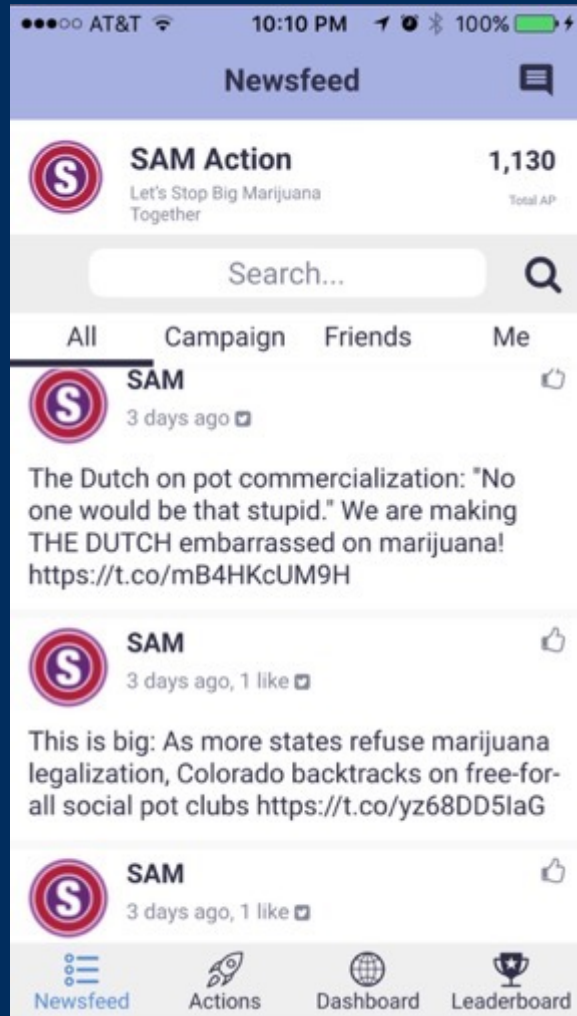 AT&T 10:10 PM 100%
Newsfeed
S
SAM Action 1,130
Let's Stop Big Marijuana Total AP
Together
Search...
All Campaign Friends Me
S
SAM
3 days ago
The Dutch on pot commercialization: "No
one would be that stupid." We are making
THE DUTCH embarrassed on marijuana!
https://t.co/mB4HKcUM9H
S
SAM
3 days ago, 1 like
This is big: As more states refuse marijuana
legalization, Colorado backtracks on free-for-
all social pot clubs https://t.co/yz68DD5IaG
S
SAM
3 days ago, 1 like
Newsfeed Actions Dashboard Leaderboard